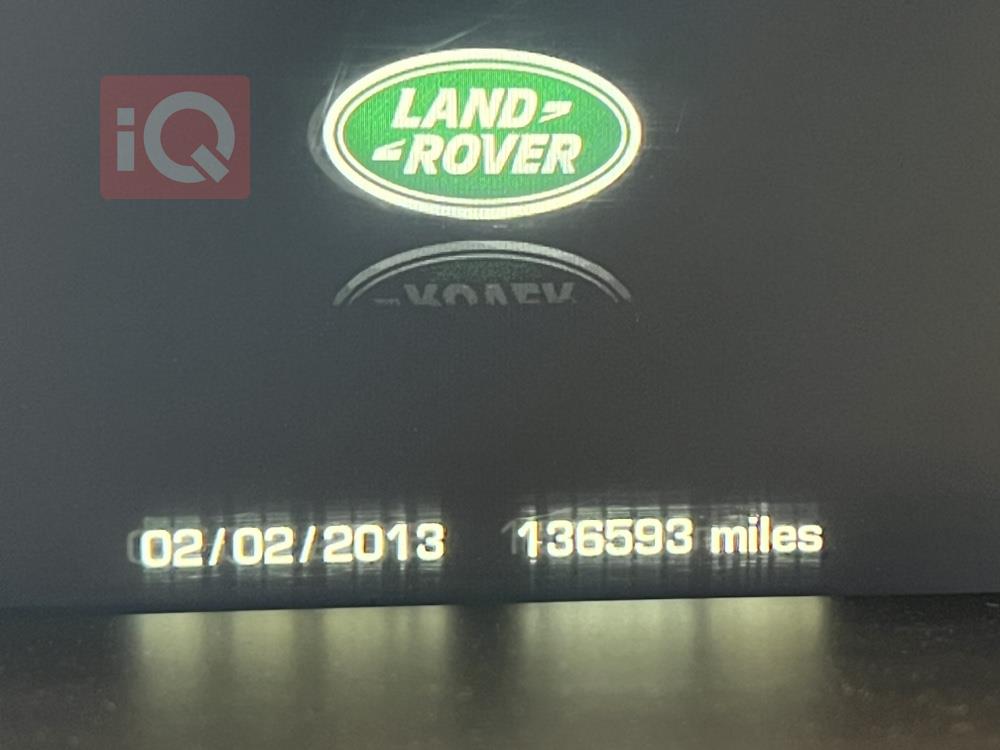 iQ
LAND
ROVER
02/02/2013 136593 miles